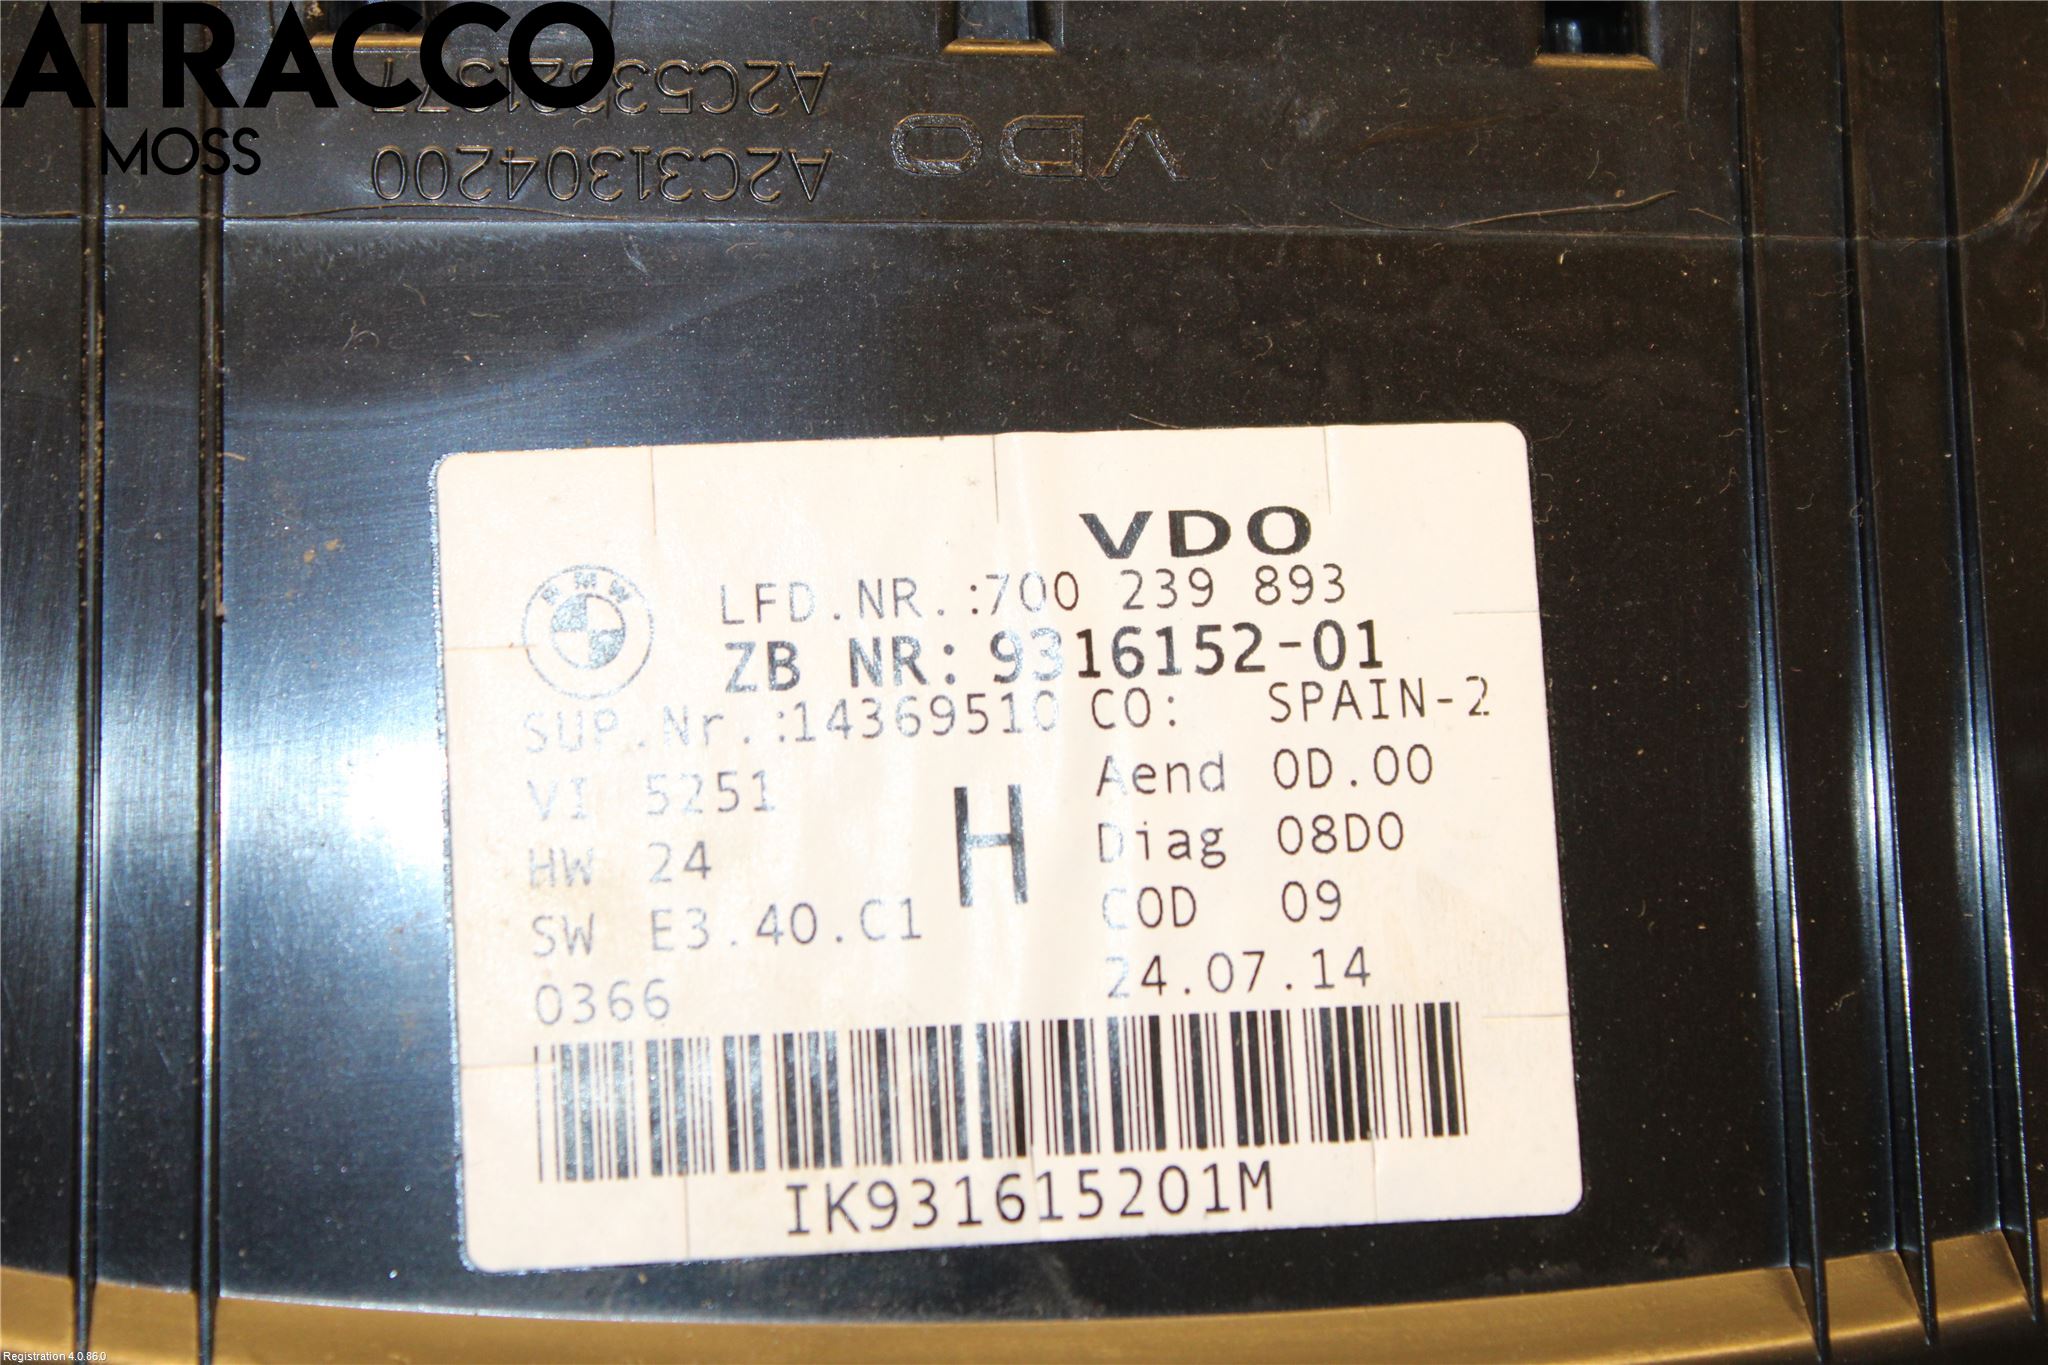 ATRACCO
MOSS
A2C31304200
VDO
VDO
BMW
LFD.NR.:700 239 893
ZB NR: 9316152-01
SUP.Nr.:14369510 CO: SPAIN-2
VI 5251
Aend 0D.00
H
HW 24
Diag 08D0
SW E3.40.C1
COD 09
0366
24.07.14
IK931615201M
Registration 4.0.86.0